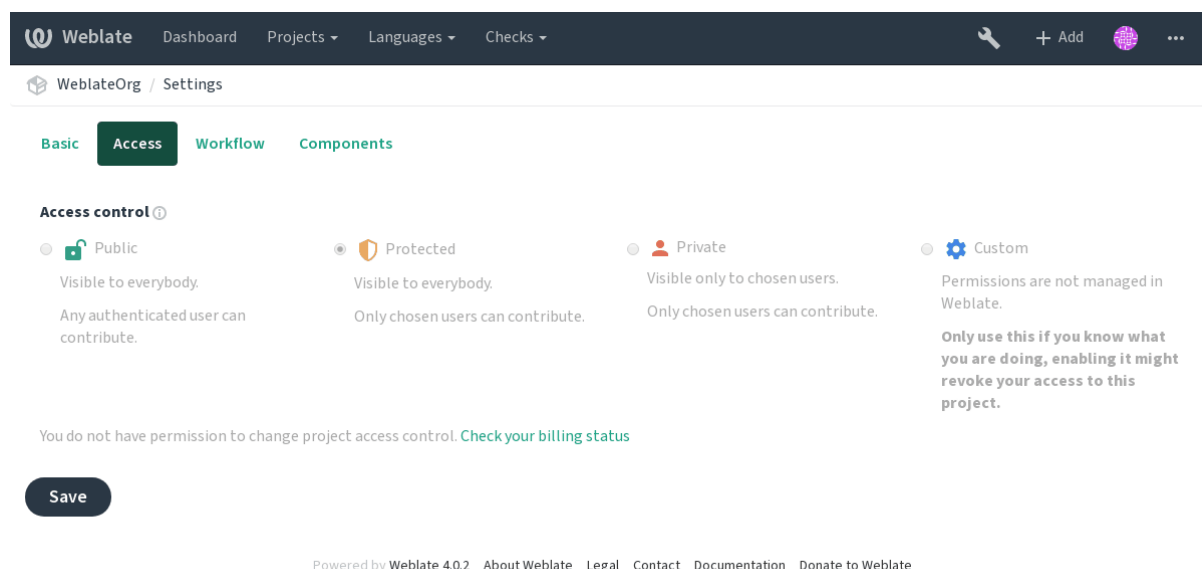 Weblate Dashboard Projects Languages Checks Add
WeblateOrg / Settings
Basic Access Workflow Components
Access control
Public
Visible to everybody.
Any authenticated user can
contribute.
Protected
Visible to everybody.
Only chosen users can contribute.
Private
Visible only to chosen users.
Only chosen users can contribute.
Custom
Permissions are not managed in
Weblate.
Only use this if you know what
you are doing, enabling it might
revoke your access to this
project.
You do not have permission to change project access control. Check your billing status
Save
Powered by Weblate 4.0.2 About Weblate Legal Contact Documentation Donate to Weblate